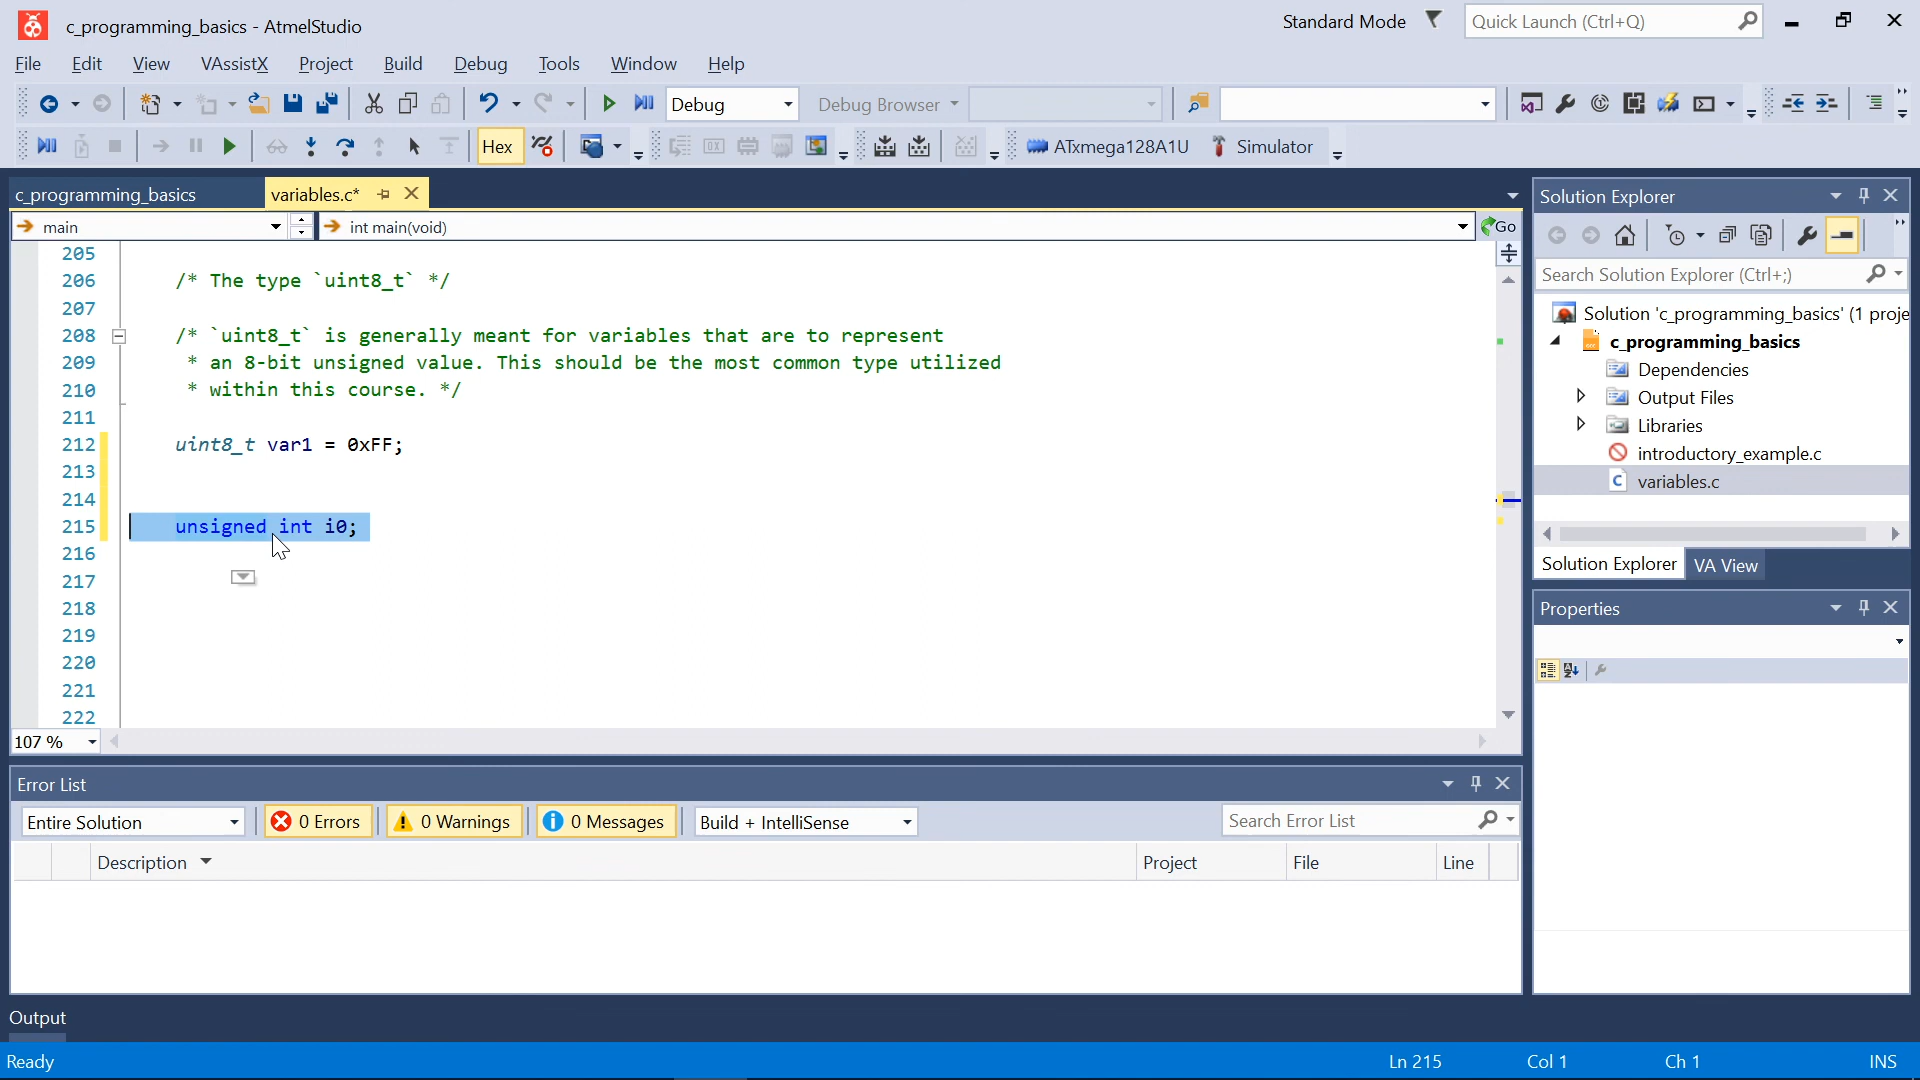 c_programming_basics - AtmelStudio
Standard Mode
Quick Launch (Ctrl+Q)
File Edit View VAssistX Project Build Debug Tools Window Help
Debug Debug Browser
Hex ATxmega128A1U Simulator
c_programming_basics variables.c*
main int main(void) Go
205
206 /* The type `uint8_t` */
207
208 /* `uint8_t` is generally meant for variables that are to represent
209 * an 8-bit unsigned value. This should be the most common type utilized
210 * within this course. */
211
212 uint8_t var1 = 0xFF;
213
214
215 unsigned int i0;
216
217
218
219
220
221
222
107 %
Solution Explorer
Search Solution Explorer (Ctrl+;)
Solution 'c_programming_basics' (1 proje
c_programming_basics
Dependencies
Output Files
Libraries
introductory_example.c
variables.c
Solution Explorer VA View
Properties
Error List
Entire Solution 0 Errors 0 Warnings 0 Messages Build + IntelliSense Search Error List
Description Project File Line
Output
Ready Ln 215 Col 1 Ch 1 INS